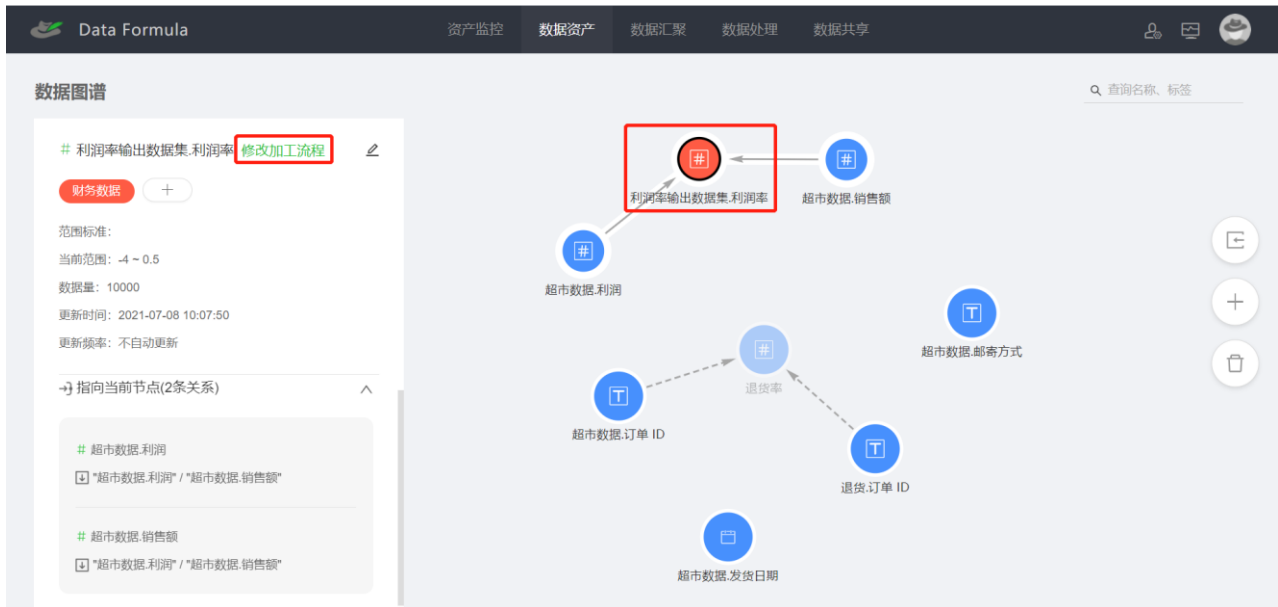 Data Formula
资产监控 数据资产 数据汇聚 数据处理 数据共享
数据图谱
查询名称、标签
# 利润率输出数据集.利润率 修改加工流程
财务数据 +
范围标准：
当前范围：-4 ~ 0.5
数据量：10000
更新时间：2021-07-08 10:07:50
更新频率：不自动更新
指向当前节点(2条关系)
# 超市数据.利润
"超市数据.利润" / "超市数据.销售额"
# 超市数据.销售额
"超市数据.利润" / "超市数据.销售额"
#
利润率输出数据集.利润率
#
超市数据.销售额
#
超市数据.利润
T
超市数据.邮寄方式
#
退货率
T
超市数据.订单 ID
T
退货.订单 ID
超市数据.发货日期